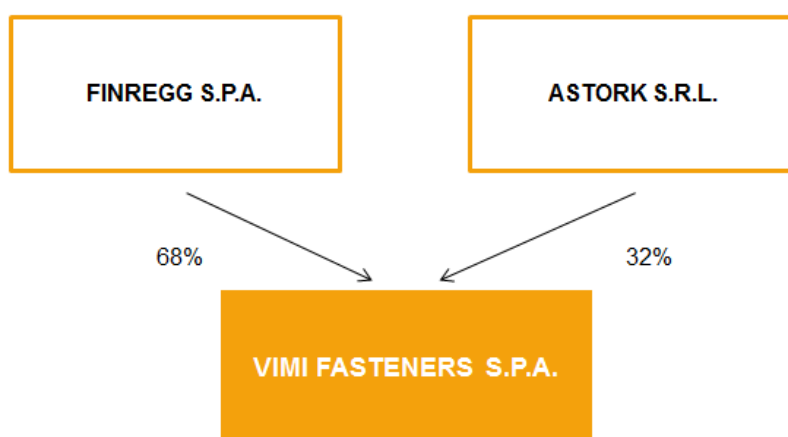 FINREGG S.P.A.
ASTORK S.R.L.
68%
32%
VIMI FASTENERS S.P.A.